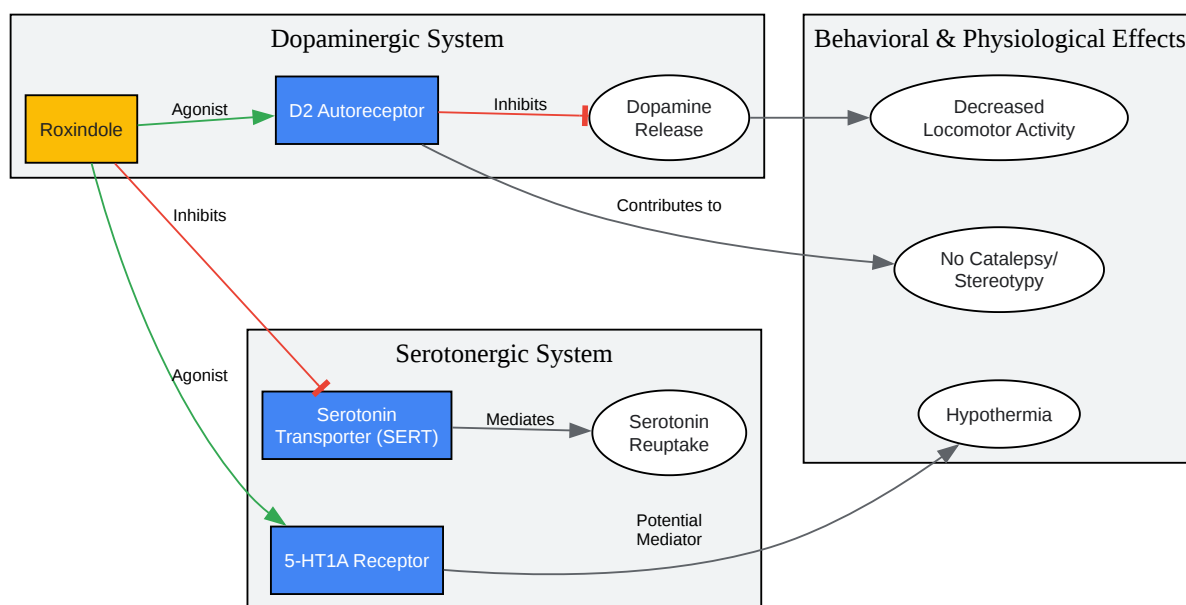 Dopaminergic System
Behavioral & Physiological Effects
Roxindole
Agonist
D2 Autoreceptor
Inhibits
Dopamine
Release
Decreased
Locomotor Activity
Inhibits
Contributes to
No Catalepsy/
Stereotypy
Serotonergic System
Agonist
Serotonin
Transporter (SERT)
Mediates
Serotonin
Reuptake
Hypothermia
Potential
Mediator
5-HT1A Receptor